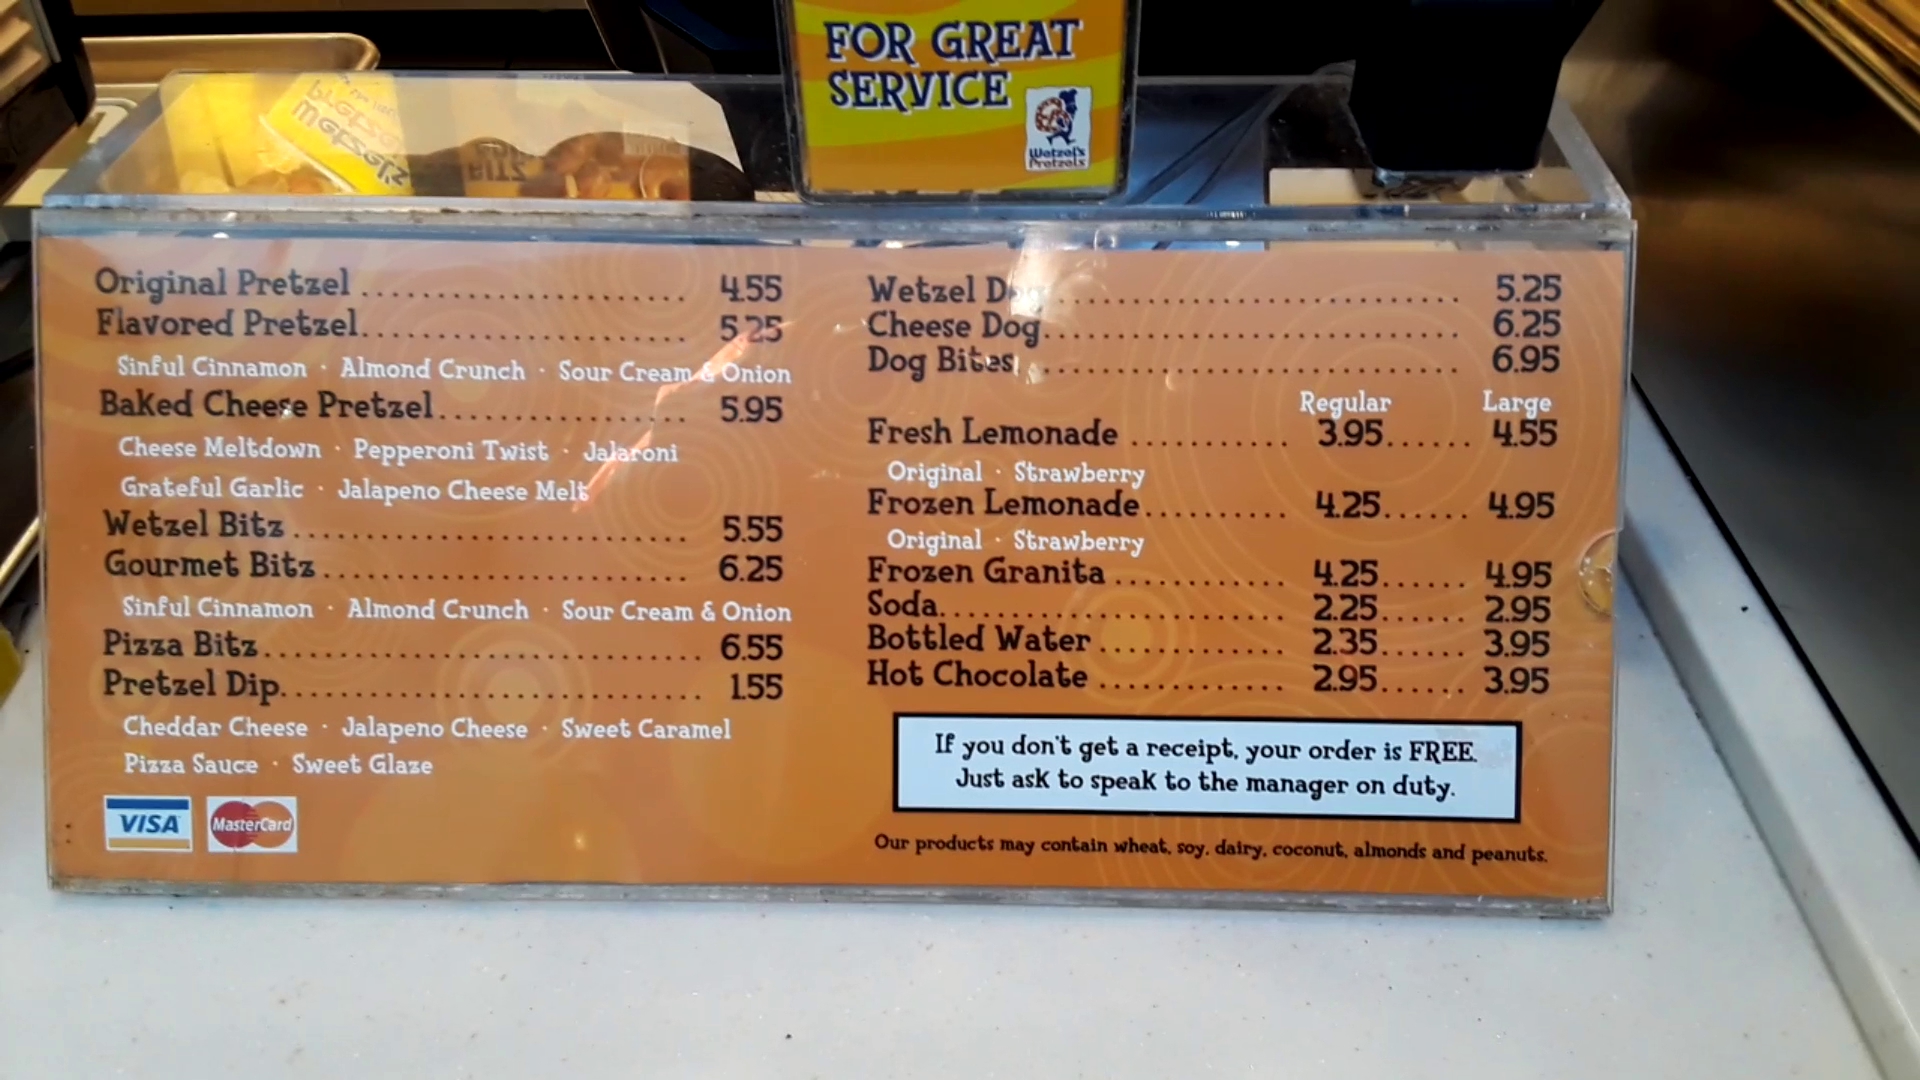 FOR GREAT
SERVICE
Wetzel's
Pretzels
Original Pretzel ........................ 4.55
Flavored Pretzel ........................ 5.25
Sinful Cinnamon · Almond Crunch · Sour Cream & Onion
Baked Cheese Pretzel ................... 5.95
Cheese Meltdown · Pepperoni Twist · Jalaroni
Grateful Garlic · Jalapeno Cheese Melt
Wetzel Bitz ............................. 5.55
Gourmet Bitz ........................... 6.25
Sinful Cinnamon · Almond Crunch · Sour Cream & Onion
Pizza Bitz ............................... 6.55
Pretzel Dip .............................. 1.55
Cheddar Cheese · Jalapeno Cheese · Sweet Caramel
Pizza Sauce · Sweet Glaze
VISA MasterCard
Wetzel Dog .............................. 5.25
Cheese Dog .............................. 6.25
Dog Bites ............................... 6.95
Regular Large
Fresh Lemonade ............ 3.95 ...... 4.55
Original · Strawberry
Frozen Lemonade ........... 4.25 ...... 4.95
Original · Strawberry
Frozen Granita ............. 4.25 ...... 4.95
Soda ........................ 2.25 ...... 2.95
Bottled Water .............. 2.35 ...... 3.95
Hot Chocolate .............. 2.95 ...... 3.95
If you don't get a receipt, your order is FREE.
Just ask to speak to the manager on duty.
Our products may contain wheat, soy, dairy, coconut, almonds and peanuts.